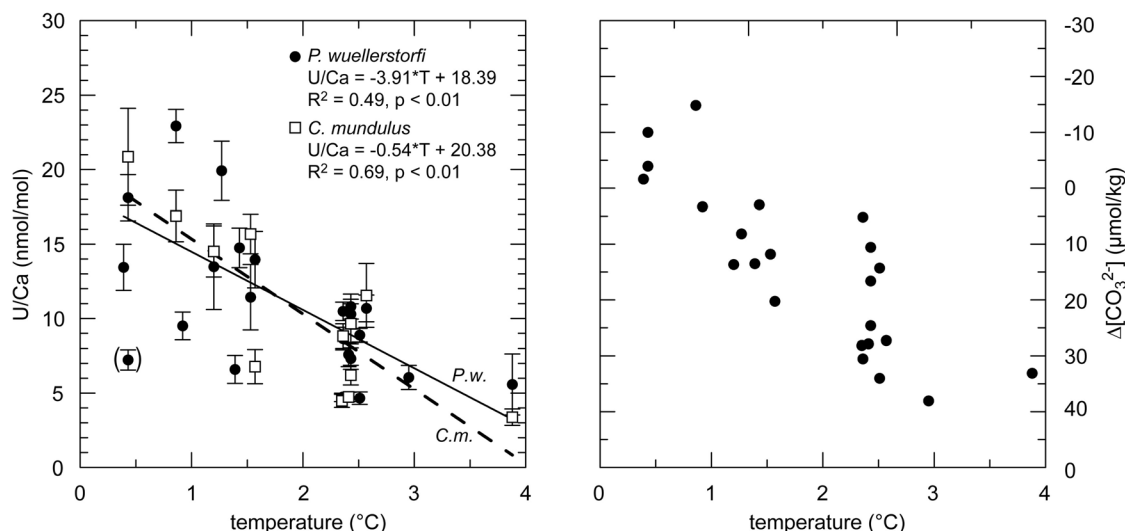 30
25
20
15
10
5
0
U/Ca (nmol/mol)
P. wuellerstorfi
U/Ca = -3.91*T + 18.39
R² = 0.49, p < 0.01
C. mundulus
U/Ca = -0.54*T + 20.38
R² = 0.69, p < 0.01
( )
P.w.
C.m.
0 1 2 3 4
temperature (°C)
-30
-20
-10
0
10
20
30
40
0
Δ[CO₃²⁻] (µmol/kg)
0 1 2 3 4
temperature (°C)